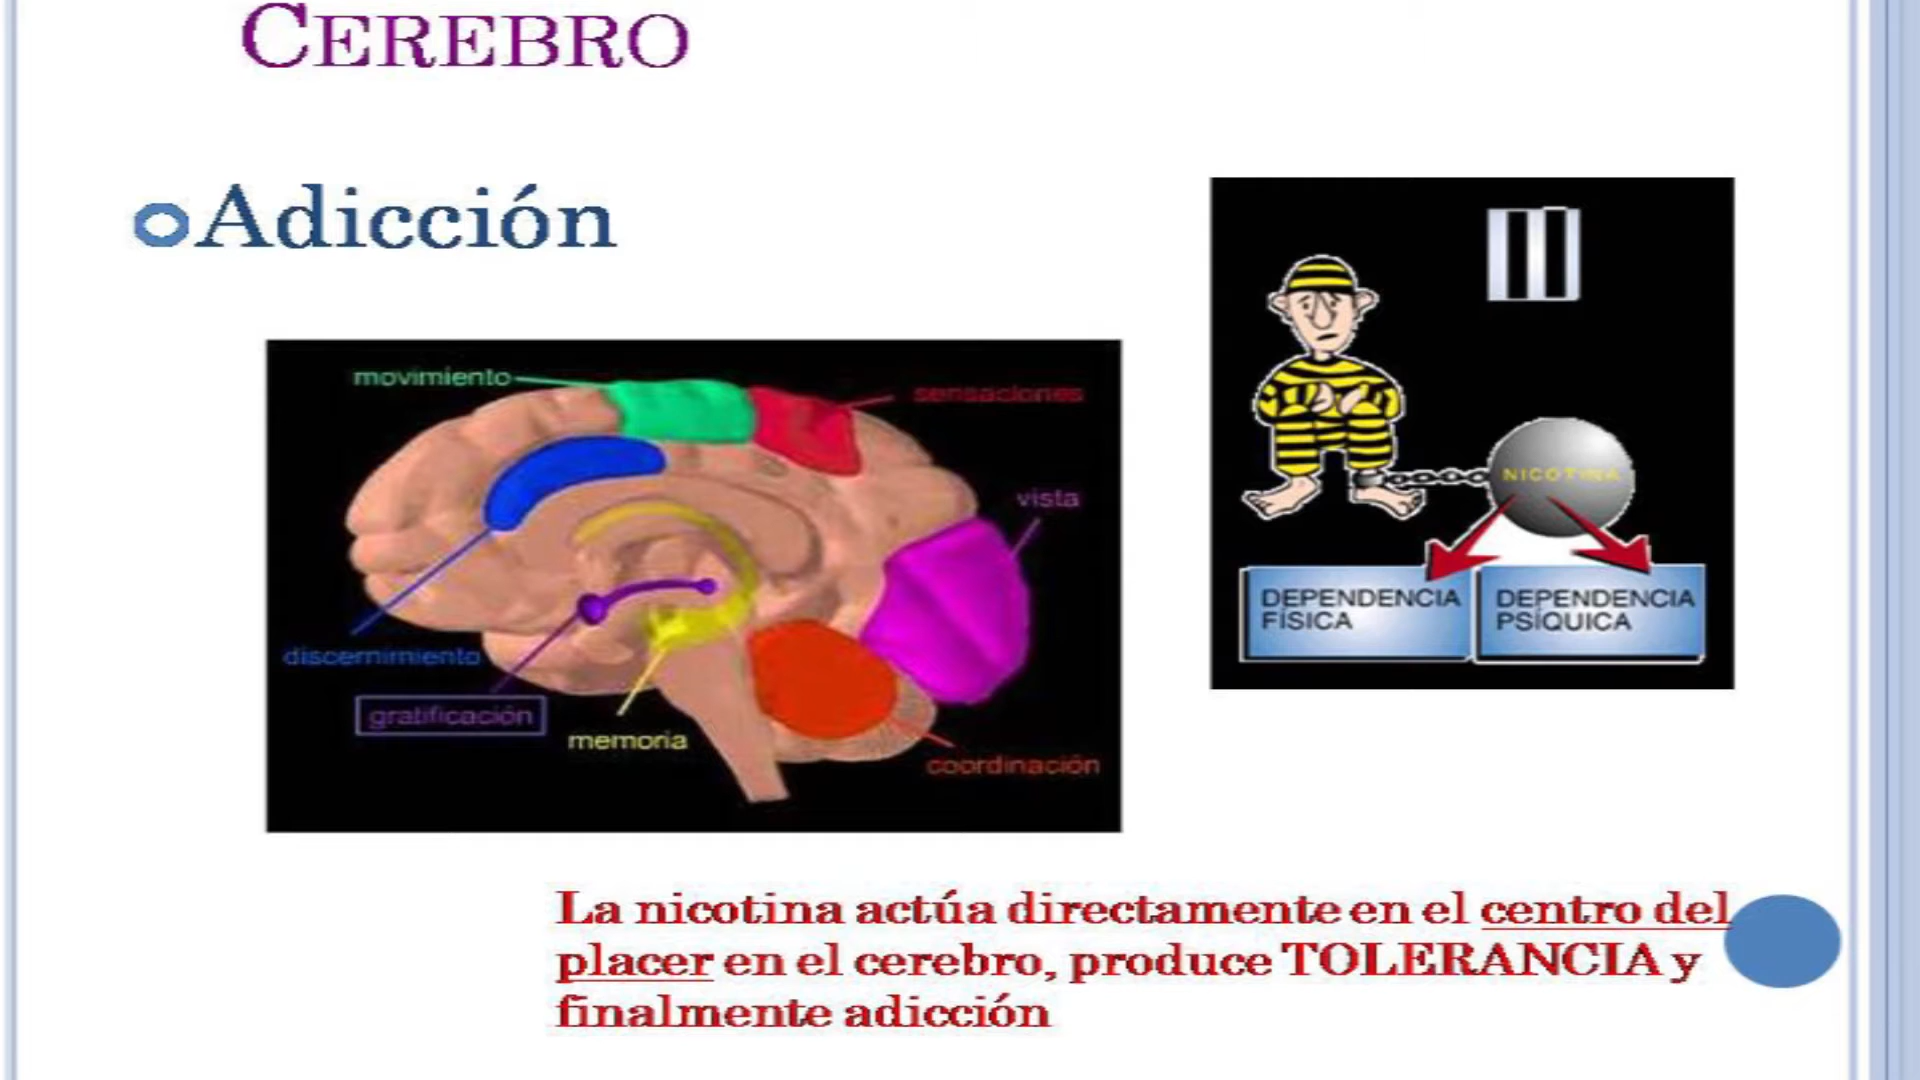 CEREBRO
Adicción
movimiento
sensaciones
vista
discernimiento
gratificación
memoria
coordinación
NICOTINA
DEPENDENCIA
FÍSICA
DEPENDENCIA
PSÍQUICA
La nicotina actúa directamente en el centro del
placer en el cerebro, produce TOLERANCIA y
finalmente adicción